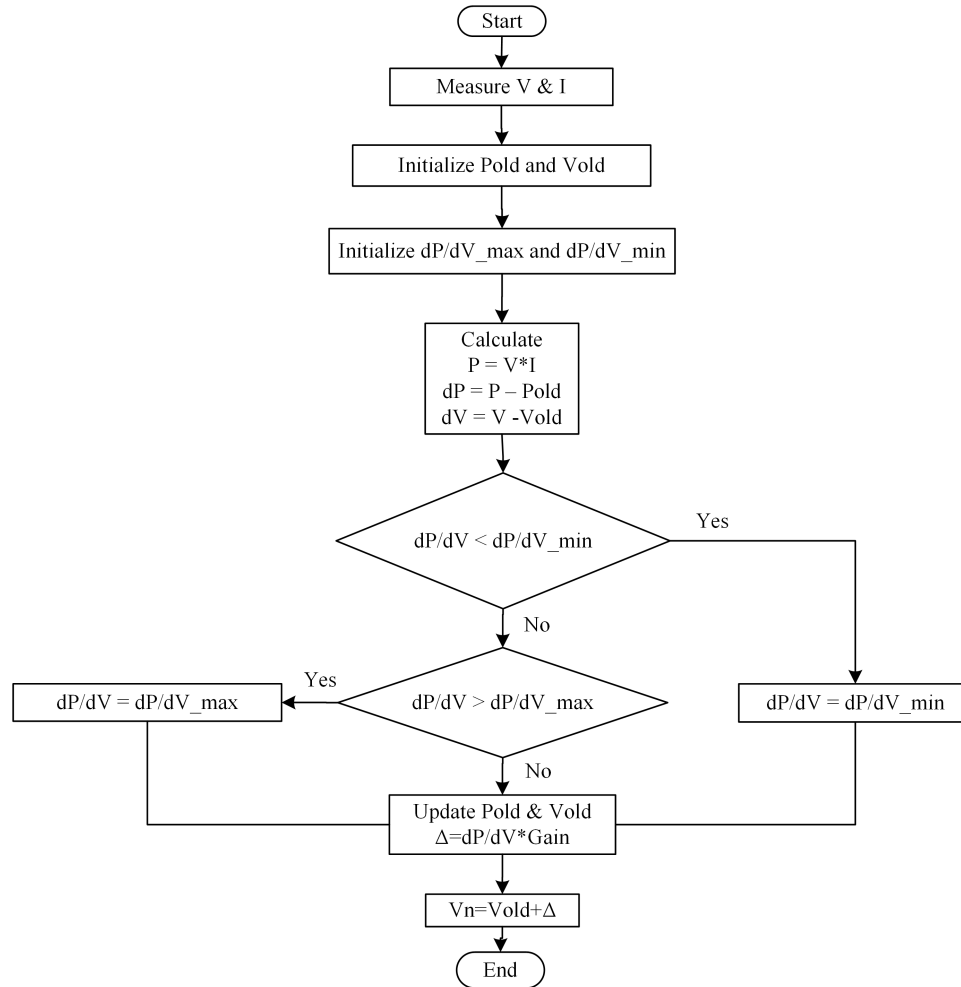 Start
Measure V & I
Initialize Pold and Vold
Initialize dP/dV_max and dP/dV_min
Calculate
P = V*I
dP = P – Pold
dV = V -Vold
dP/dV < dP/dV_min
Yes
No
dP/dV > dP/dV_max
Yes
dP/dV = dP/dV_max
dP/dV = dP/dV_min
No
Update Pold & Vold
Δ=dP/dV*Gain
Vn=Vold+Δ
End